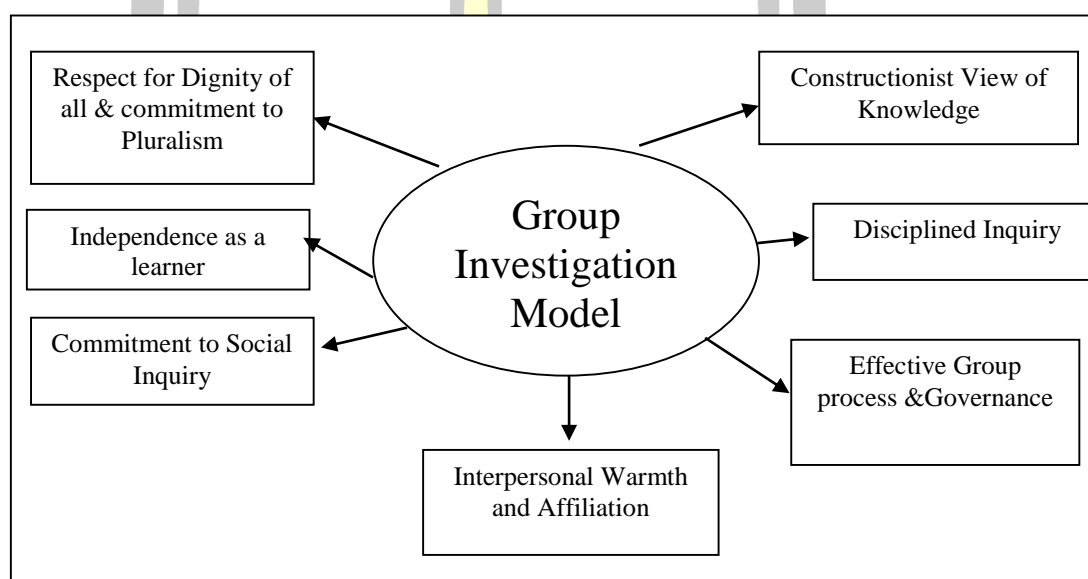 Respect for Dignity of
all & commitment to
Pluralism
Constructionist View of
Knowledge
Group
Investigation
Model
Independence as a
learner
Disciplined Inquiry
Commitment to Social
Inquiry
Effective Group
process &Governance
Interpersonal Warmth
and Affiliation